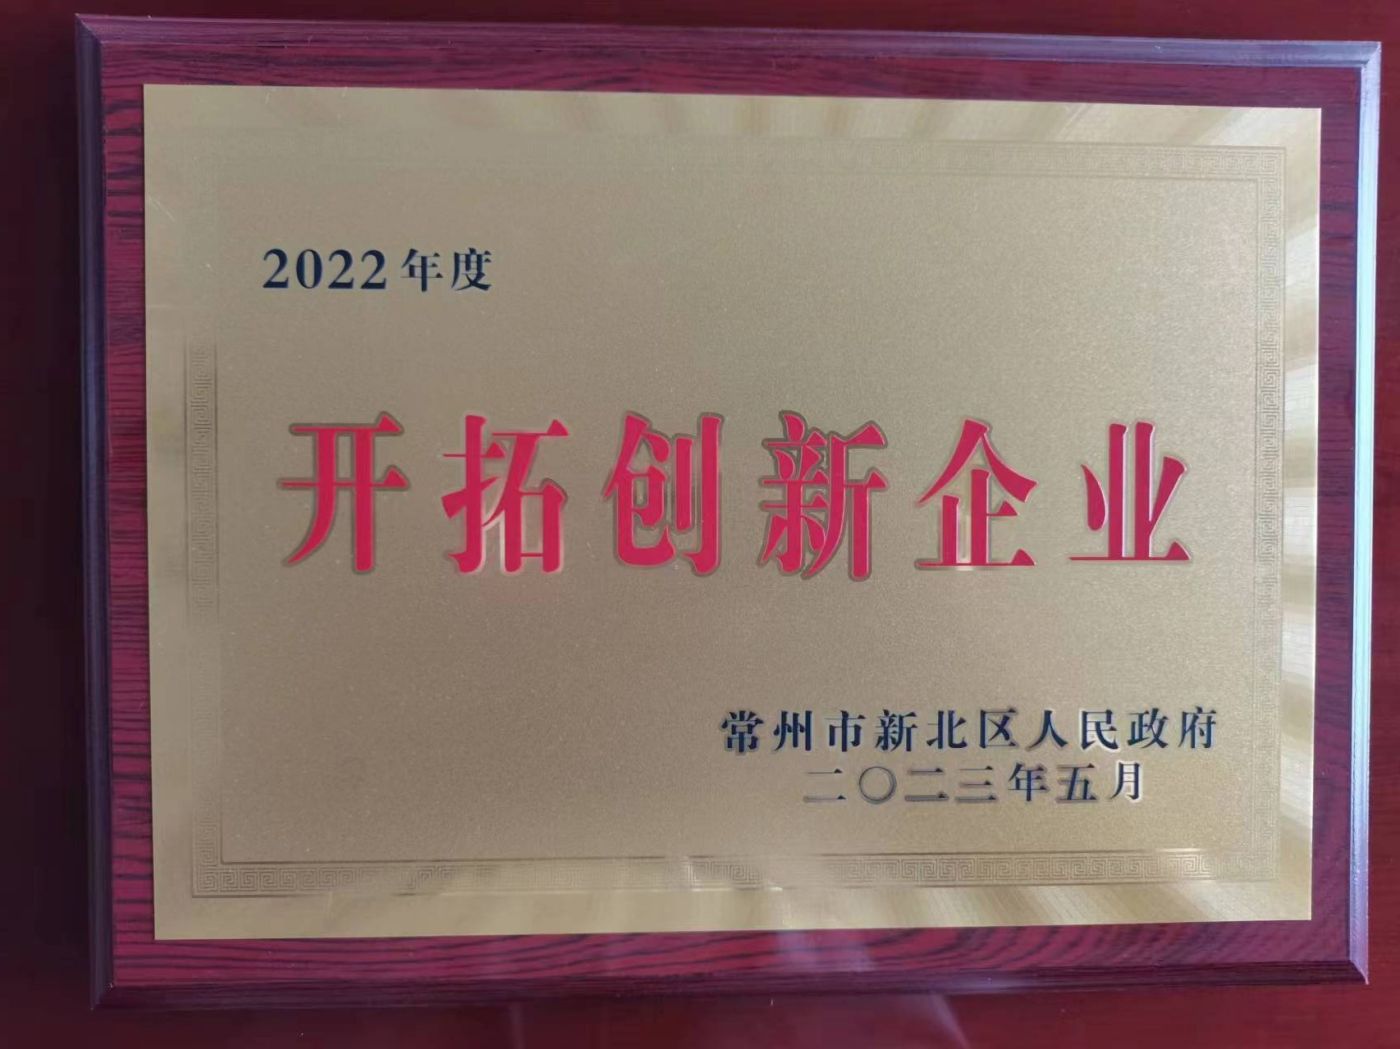 2022年度
开拓创新企业
常州市新北区人民政府
二〇二三年五月